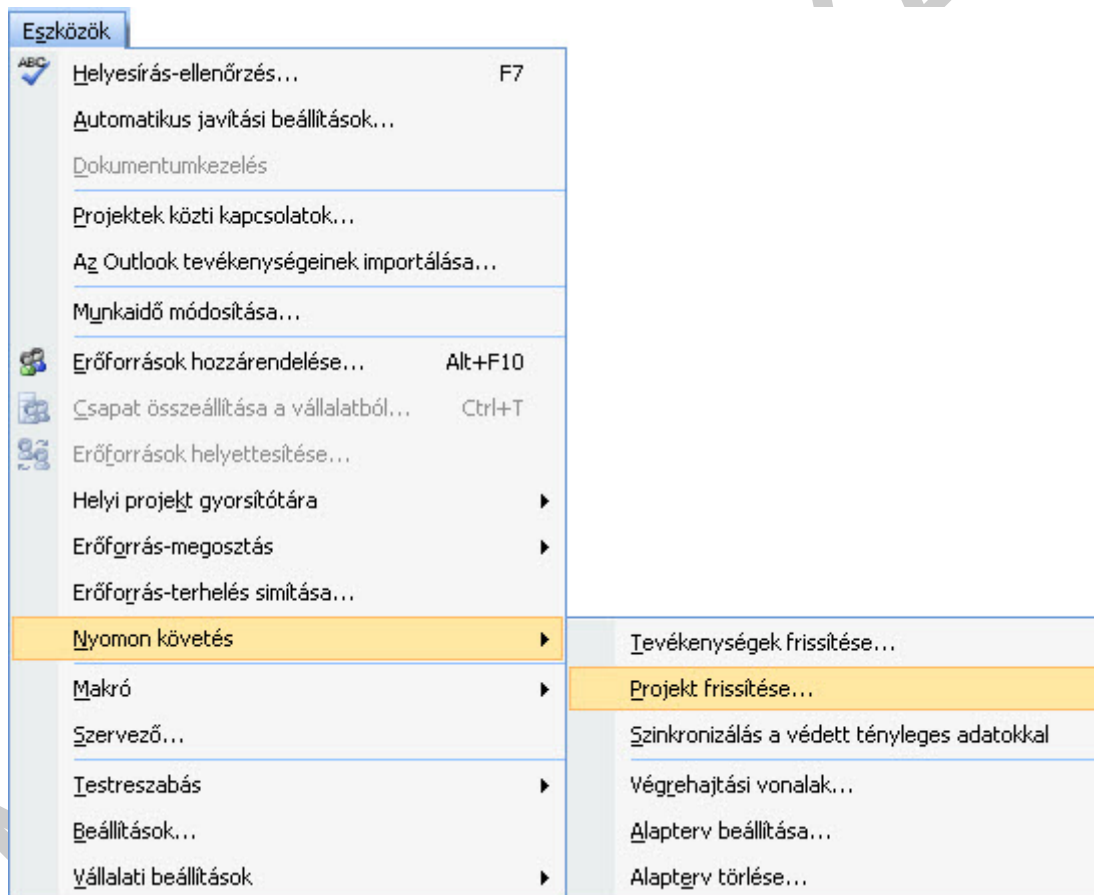 Eszközök
ABC
Helyesírás-ellenőrzés... F7
Automatikus javítási beállítások...
Dokumentumkezelés
Projektek közti kapcsolatok...
Az Outlook tevékenységeinek importálása...
Munkaidő módosítása...
Erőforrások hozzárendelése... Alt+F10
Csapat összeállítása a vállalatból... Ctrl+T
Erőforrások helyettesítése...
Helyi projekt gyorsítótára
Erőforrás-megosztás
Erőforrás-terhelés simítása...
Nyomon követés
Makró
Szervező...
Testreszabás
Beállítások...
Vállalati beállítások
Tevékenységek frissítése...
Projekt frissítése...
Szinkronizálás a védett tényleges adatokkal
Végrehajtási vonalak...
Alapterv beállítása...
Alapterv törlése...